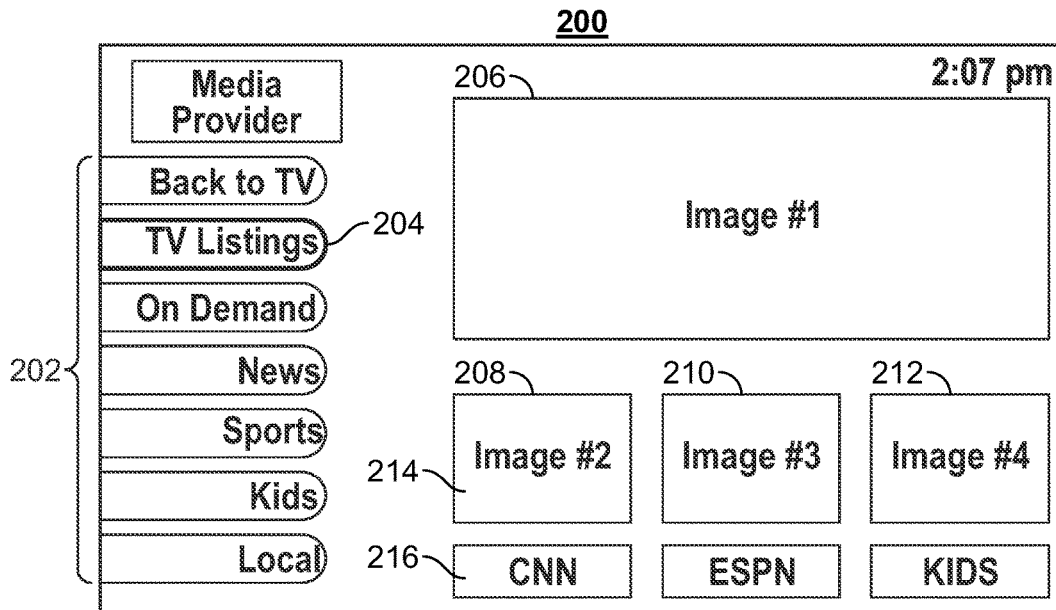 200
2:07 pm
Media
Provider
206
Image #1
Back to TV
TV Listings
204
On Demand
202
News
Sports
Kids
Local
208
210
212
Image #2
Image #3
Image #4
214
216
CNN
ESPN
KIDS